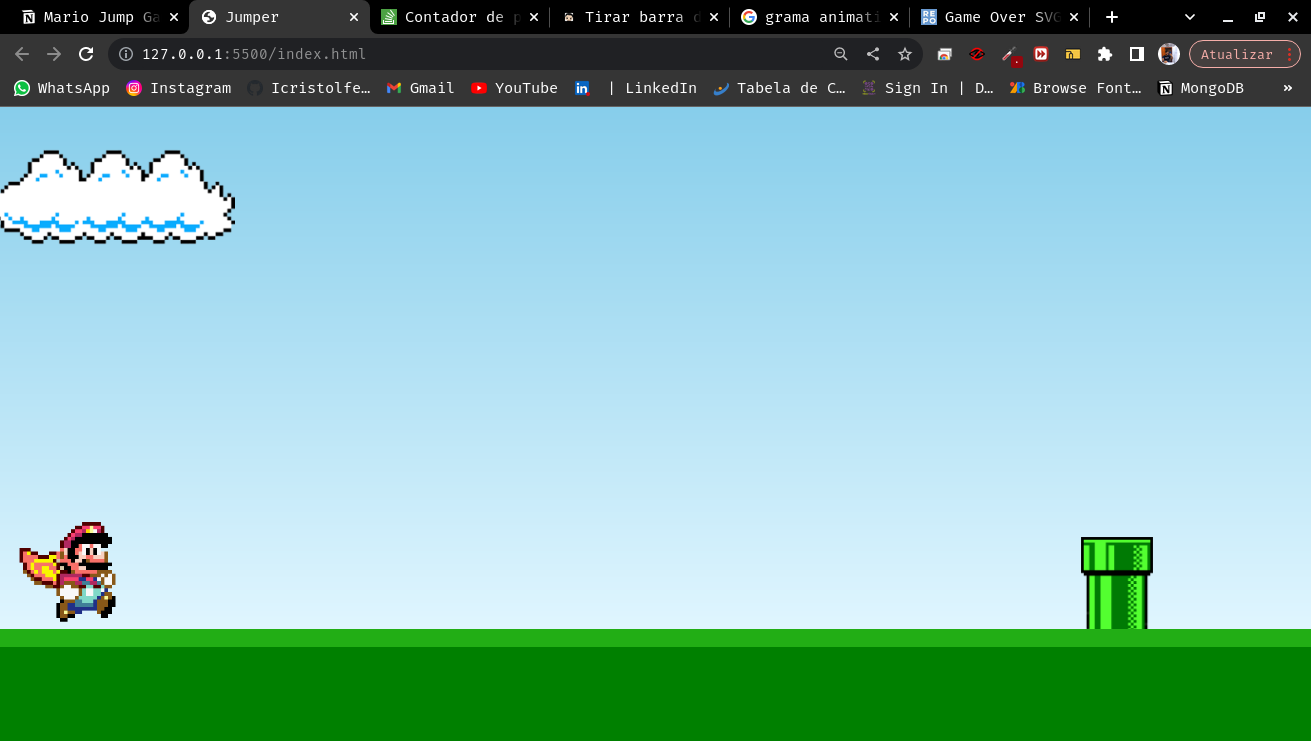 Mario Jump Ga
Jumper
Contador de p
Tirar barra d
grama animati
Game Over SVG
127.0.0.1:5500/index.html
Atualizar
WhatsApp
Instagram
Icristolfe…
Gmail
YouTube
| LinkedIn
Tabela de C…
Sign In | D…
Browse Font…
MongoDB
»